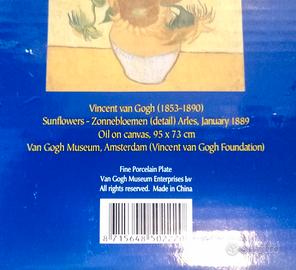 Vincent van Gogh (1853-1890)
Sunflowers - Zonnebloemen (detail) Arles, January 1889
Oil on canvas, 95 x 73 cm
Van Gogh Museum, Amsterdam (Vincent van Gogh Foundation)
Fine Porcelain Plate
Van Gogh Museum Enterprises bv
All rights reserved. Made in China